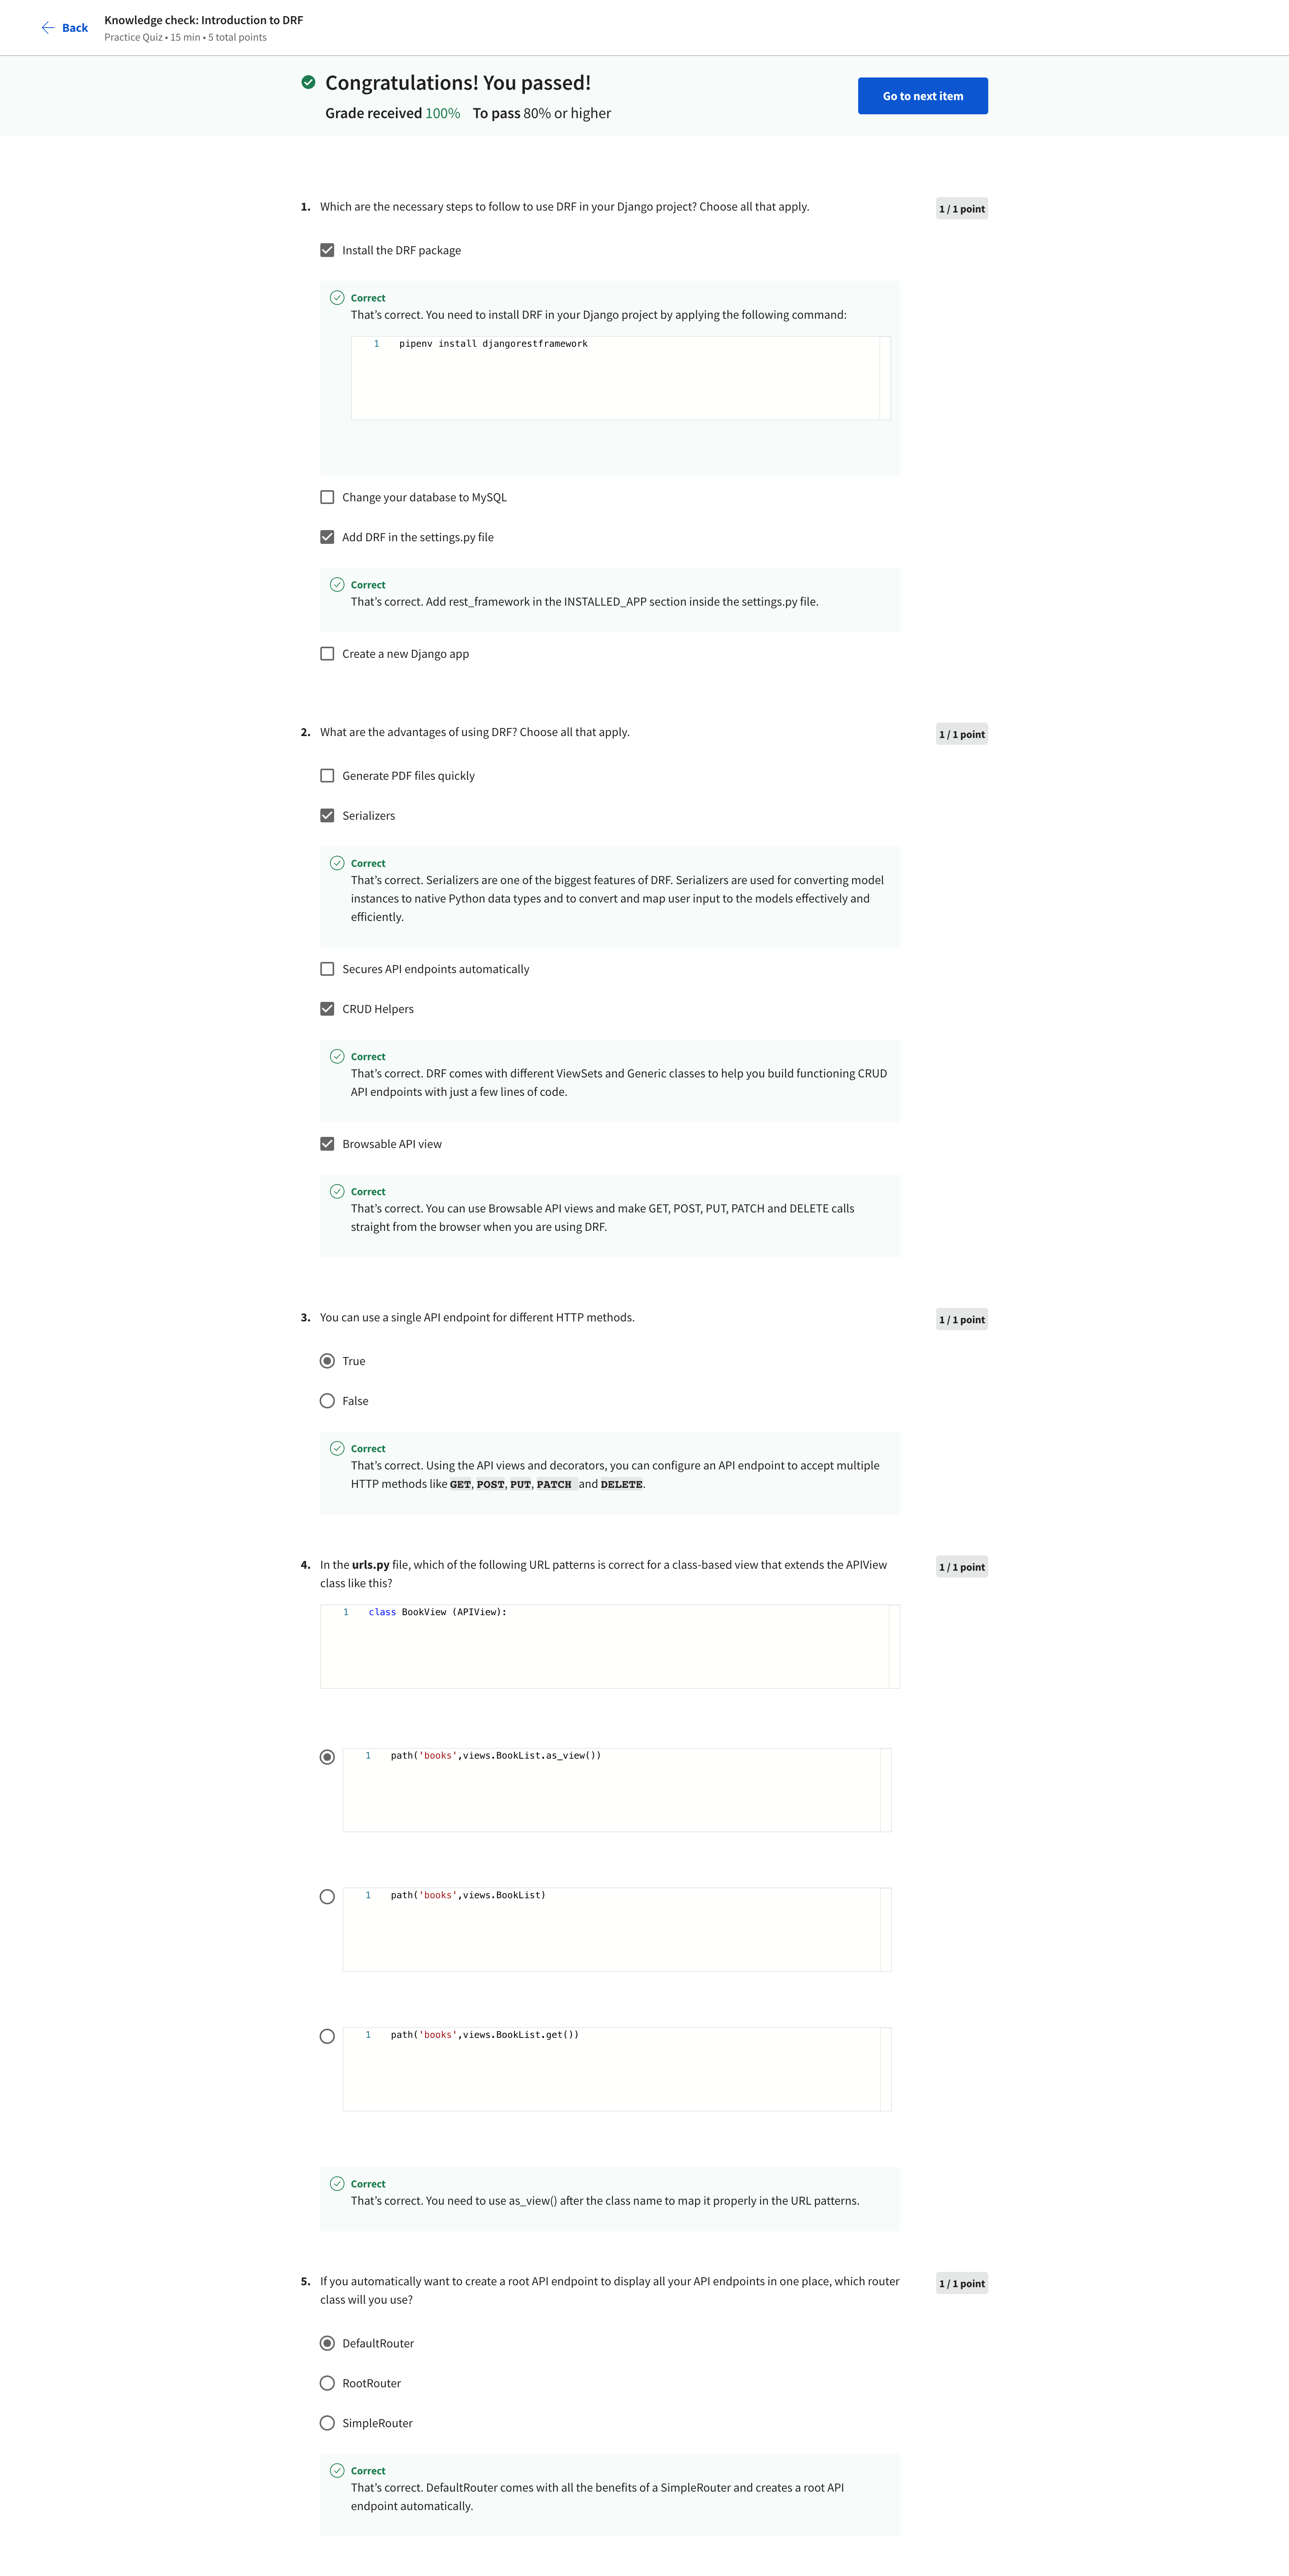 Back
Knowledge check: Introduction to DRF
Practice Quiz • 15 min • 5 total points
Congratulations! You passed!
Grade received 100% To pass 80% or higher
Go to next item
1. Which are the necessary steps to follow to use DRF in your Django project? Choose all that apply.
1 / 1 point
Install the DRF package
Correct
That’s correct. You need to install DRF in your Django project by applying the following command:
1 pipenv install djangorestframework
Change your database to MySQL
Add DRF in the settings.py file
Correct
That’s correct. Add rest_framework in the INSTALLED_APP section inside the settings.py file.
Create a new Django app
2. What are the advantages of using DRF? Choose all that apply.
1 / 1 point
Generate PDF files quickly
Serializers
Correct
That’s correct. Serializers are one of the biggest features of DRF. Serializers are used for converting model
instances to native Python data types and to convert and map user input to the models effectively and
efficiently.
Secures API endpoints automatically
CRUD Helpers
Correct
That’s correct. DRF comes with different ViewSets and Generic classes to help you build functioning CRUD
API endpoints with just a few lines of code.
Browsable API view
Correct
That’s correct. You can use Browsable API views and make GET, POST, PUT, PATCH and DELETE calls
straight from the browser when you are using DRF.
3. You can use a single API endpoint for different HTTP methods.
1 / 1 point
True
False
Correct
That’s correct. Using the API views and decorators, you can configure an API endpoint to accept multiple
HTTP methods like GET, POST, PUT, PATCH and DELETE.
4. In the urls.py file, which of the following URL patterns is correct for a class-based view that extends the APIView
class like this?
1 / 1 point
1 class BookView (APIView):
1 path('books',views.BookList.as_view())
1 path('books',views.BookList)
1 path('books',views.BookList.get())
Correct
That’s correct. You need to use as_view() after the class name to map it properly in the URL patterns.
5. If you automatically want to create a root API endpoint to display all your API endpoints in one place, which router
class will you use?
1 / 1 point
DefaultRouter
RootRouter
SimpleRouter
Correct
That’s correct. DefaultRouter comes with all the benefits of a SimpleRouter and creates a root API
endpoint automatically.